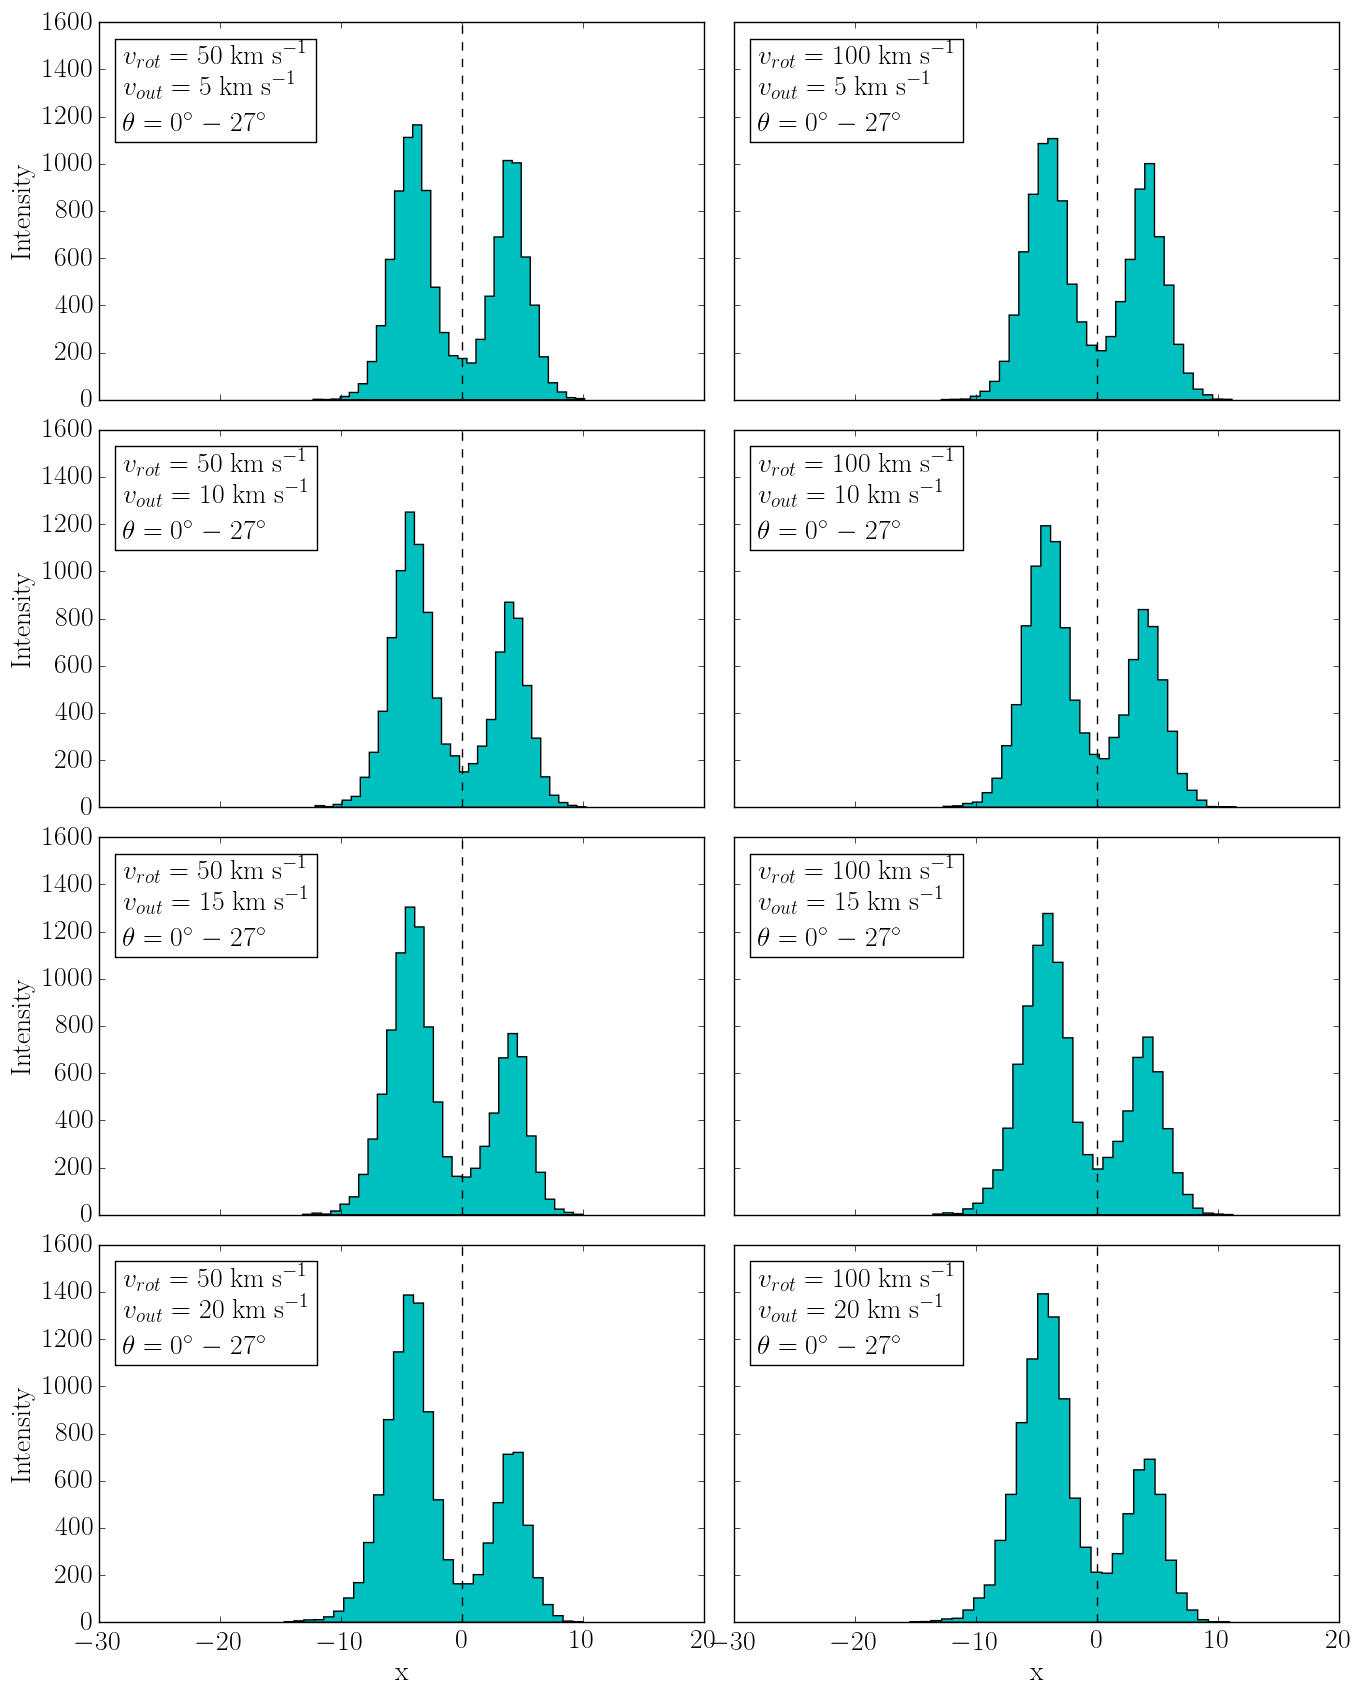 1600
1400
1200
1000
800
600
400
200
0
Intensity
v_rot = 50 km s⁻¹
v_out = 5 km s⁻¹
θ = 0° − 27°
v_rot = 100 km s⁻¹
v_out = 5 km s⁻¹
θ = 0° − 27°
1600
1400
1200
1000
800
600
400
200
0
Intensity
v_rot = 50 km s⁻¹
v_out = 10 km s⁻¹
θ = 0° − 27°
v_rot = 100 km s⁻¹
v_out = 10 km s⁻¹
θ = 0° − 27°
1600
1400
1200
1000
800
600
400
200
0
Intensity
v_rot = 50 km s⁻¹
v_out = 15 km s⁻¹
θ = 0° − 27°
v_rot = 100 km s⁻¹
v_out = 15 km s⁻¹
θ = 0° − 27°
1600
1400
1200
1000
800
600
400
200
0
Intensity
v_rot = 50 km s⁻¹
v_out = 20 km s⁻¹
θ = 0° − 27°
v_rot = 100 km s⁻¹
v_out = 20 km s⁻¹
θ = 0° − 27°
−30 −20 −10 0 10 20
x
−30 −20 −10 0 10 20
x